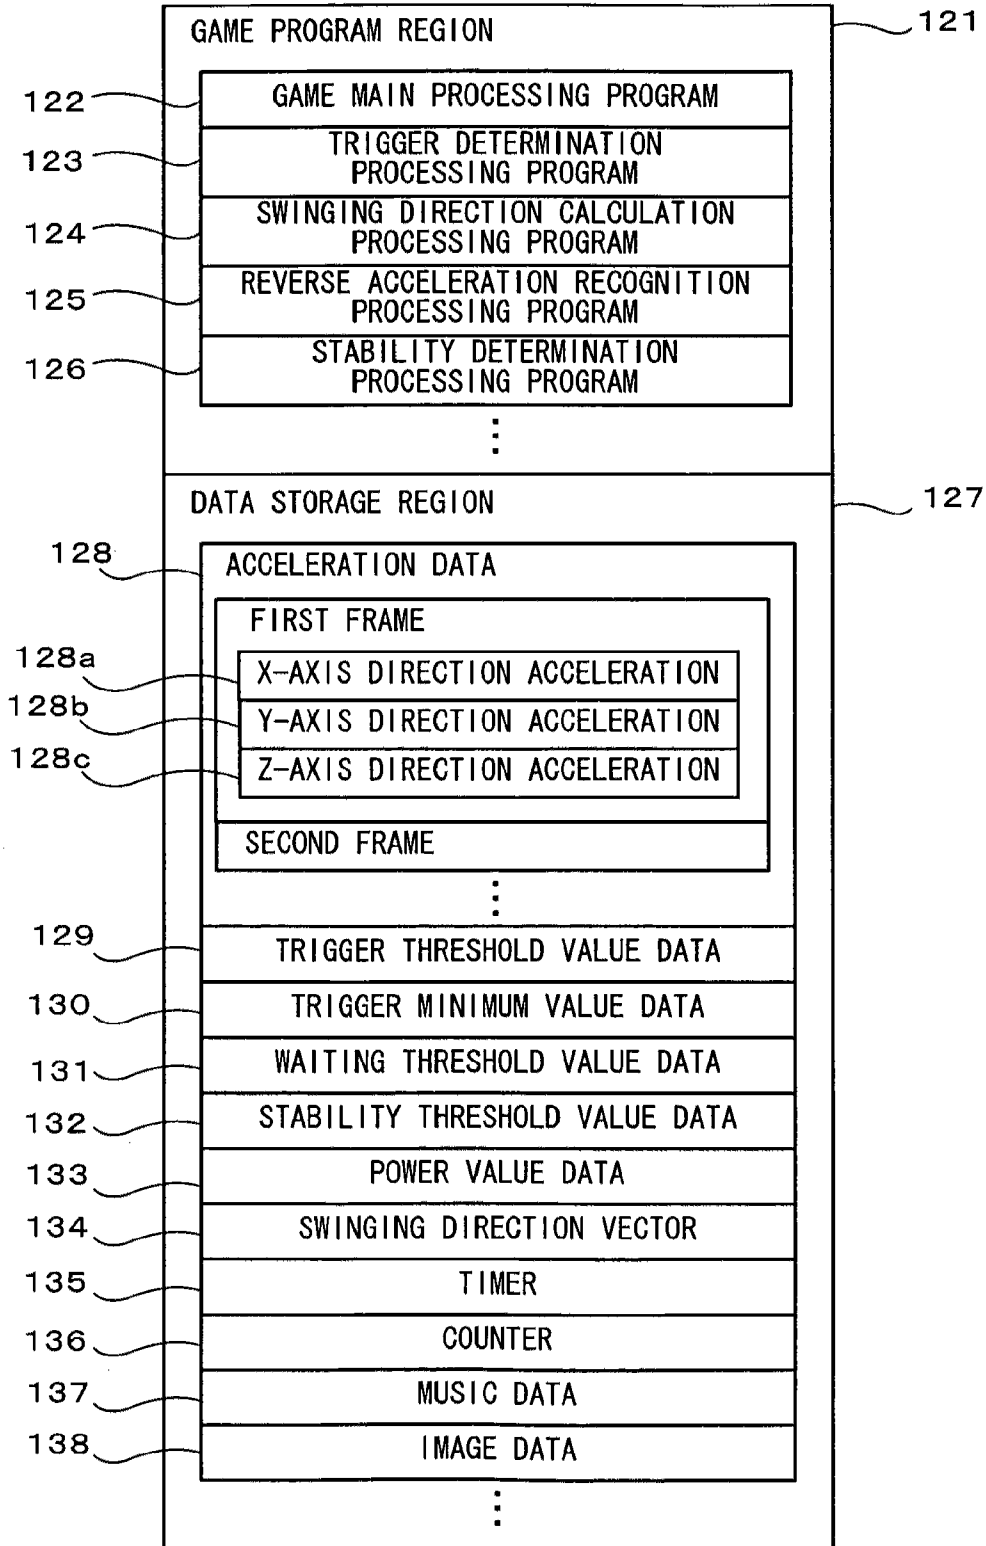 GAME PROGRAM REGION
121
122
GAME MAIN PROCESSING PROGRAM
123
TRIGGER DETERMINATION
PROCESSING PROGRAM
124
SWINGING DIRECTION CALCULATION
PROCESSING PROGRAM
125
REVERSE ACCELERATION RECOGNITION
PROCESSING PROGRAM
126
STABILITY DETERMINATION
PROCESSING PROGRAM
DATA STORAGE REGION
127
128
ACCELERATION DATA
FIRST FRAME
128a
X-AXIS DIRECTION ACCELERATION
128b
Y-AXIS DIRECTION ACCELERATION
128c
Z-AXIS DIRECTION ACCELERATION
SECOND FRAME
129
TRIGGER THRESHOLD VALUE DATA
130
TRIGGER MINIMUM VALUE DATA
131
WAITING THRESHOLD VALUE DATA
132
STABILITY THRESHOLD VALUE DATA
133
POWER VALUE DATA
134
SWINGING DIRECTION VECTOR
135
TIMER
136
COUNTER
137
MUSIC DATA
138
IMAGE DATA